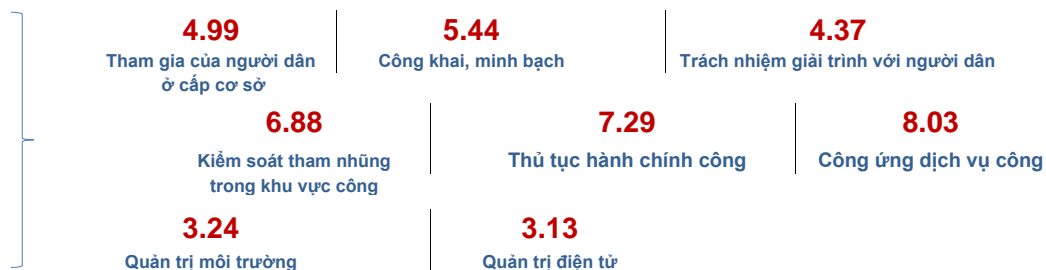 4.99
Tham gia của người dân
ở cấp cơ sở
5.44
Công khai, minh bạch
4.37
Trách nhiệm giải trình với người dân
6.88
Kiểm soát tham nhũng
trong khu vực công
7.29
Thủ tục hành chính công
8.03
Công ứng dịch vụ công
3.24
Quản trị môi trường
3.13
Quản trị điện tử